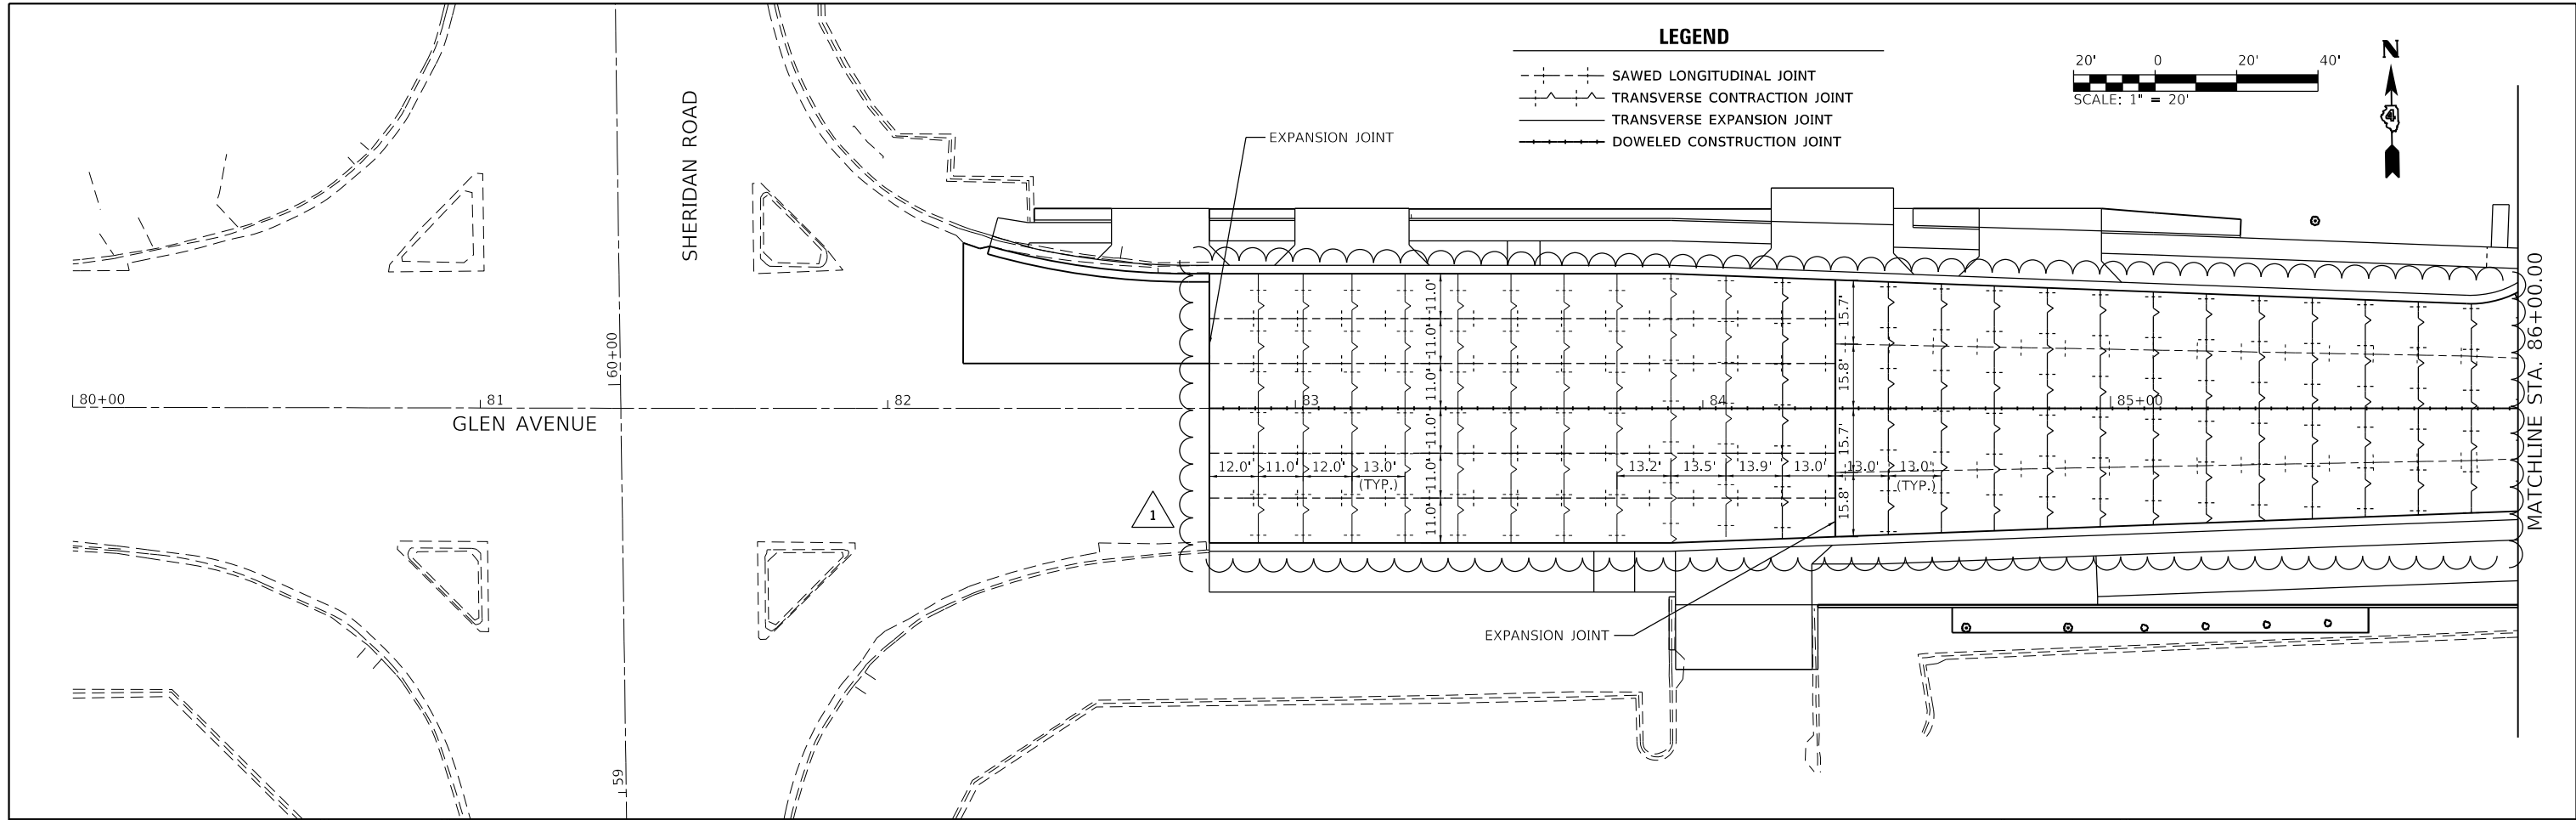 LEGEND
SAWED LONGITUDINAL JOINT
TRANSVERSE CONTRACTION JOINT
TRANSVERSE EXPANSION JOINT
DOWELED CONSTRUCTION JOINT
20' 0 20' 40'
SCALE: 1" = 20'
N
4
SHERIDAN ROAD
EXPANSION JOINT
MATCHLINE STA. 86+00.00
60+00
80+00
81
82
83
84
85+00
GLEN AVENUE
59
11.0'
11.0'
11.0'
11.0'
11.0'
11.0'
15.7'
15.8'
15.7'
15.8'
12.0'
11.0'
12.0'
13.0'
(TYP.)
13.2'
13.5'
13.9'
13.0'
13.0'
13.0'
(TYP.)
1
EXPANSION JOINT